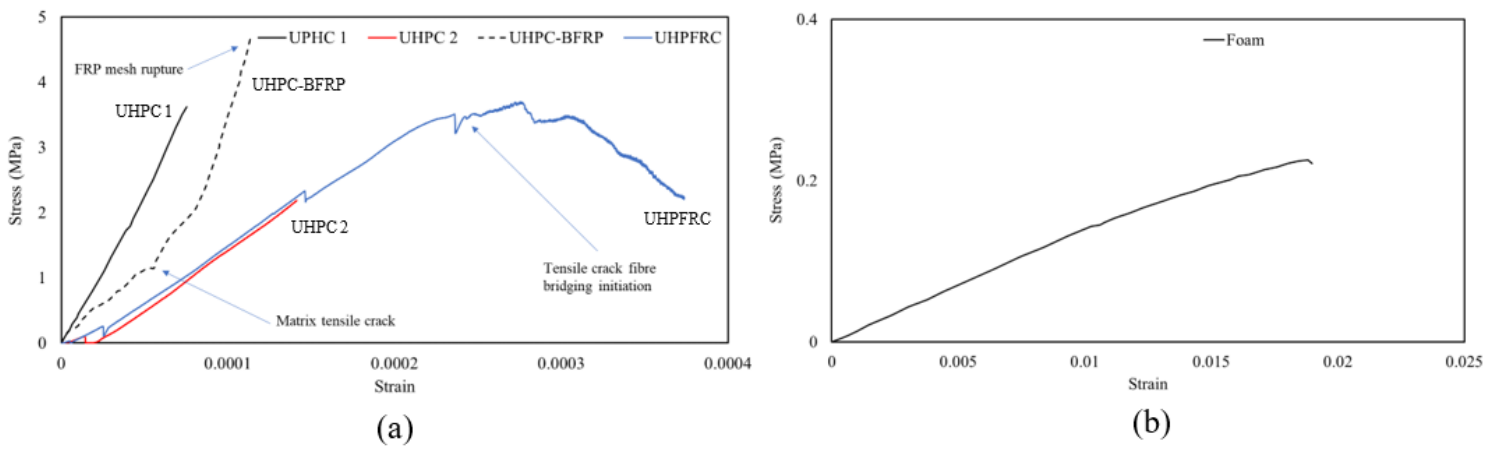 5
4
3
2
1
0
Stress (MPa)
UPHC 1
UHPC 2
UHPC-BFRP
UHPFRC
FRP mesh rupture
UHPC-BFRP
UHPC 1
UHPC 2
UHPFRC
Tensile crack fibre
bridging initiation
Matrix tensile crack
0
0.0001
0.0002
0.0003
0.0004
Strain
(a)
0.4
0.2
0
Stress (MPa)
Foam
0
0.005
0.01
0.015
0.02
0.025
Strain
(b)